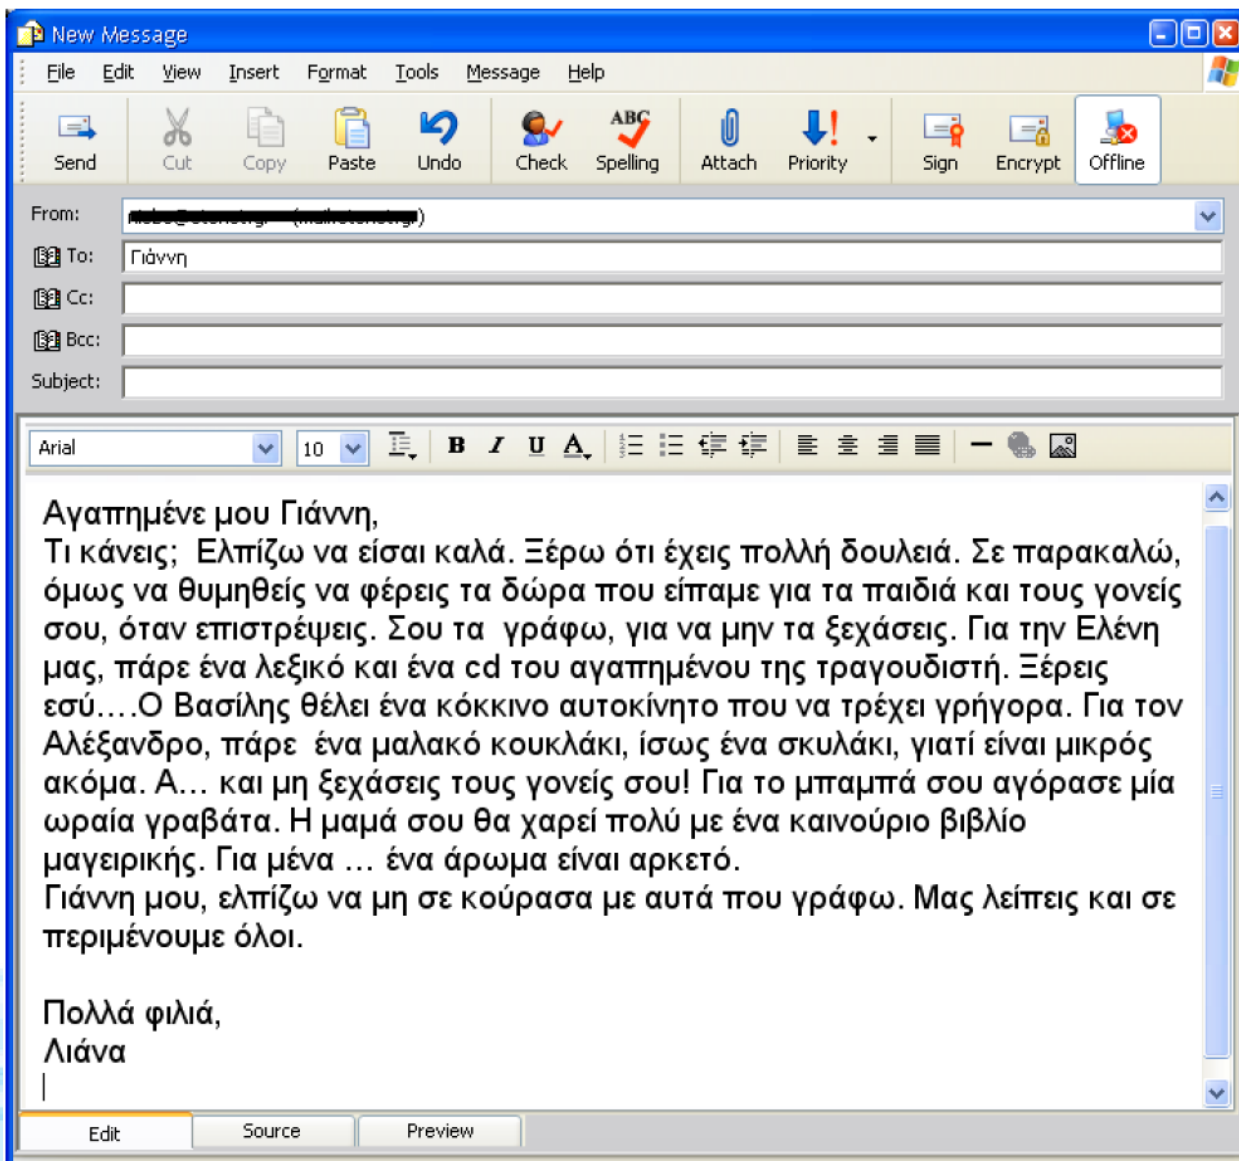 New Message
File Edit View Insert Format Tools Message Help
ABC
Send Cut Copy Paste Undo Check Spelling Attach Priority Sign Encrypt Offline
From:
To: Γιάννη
Cc:
Bcc:
Subject:
Arial 10 B I U A
Αγαπημένε μου Γιάννη,
Τι κάνεις;  Ελπίζω να είσαι καλά. Ξέρω ότι έχεις πολλή δουλειά. Σε παρακαλώ,
όμως να θυμηθείς να φέρεις τα δώρα που είπαμε για τα παιδιά και τους γονείς
σου, όταν επιστρέψεις. Σου τα  γράφω, για να μην τα ξεχάσεις. Για την Ελένη
μας, πάρε ένα λεξικό και ένα cd του αγαπημένου της τραγουδιστή. Ξέρεις
εσύ….Ο Βασίλης θέλει ένα κόκκινο αυτοκίνητο που να τρέχει γρήγορα. Για τον
Αλέξανδρο, πάρε  ένα μαλακό κουκλάκι, ίσως ένα σκυλάκι, γιατί είναι μικρός
ακόμα. Α… και μη ξεχάσεις τους γονείς σου! Για το μπαμπά σου αγόρασε μία
ωραία γραβάτα. Η μαμά σου θα χαρεί πολύ με ένα καινούριο βιβλίο
μαγειρικής. Για μένα … ένα άρωμα είναι αρκετό.
Γιάννη μου, ελπίζω να μη σε κούρασα με αυτά που γράφω. Μας λείπεις και σε
περιμένουμε όλοι.
Πολλά φιλιά,
Λιάνα
Edit Source Preview